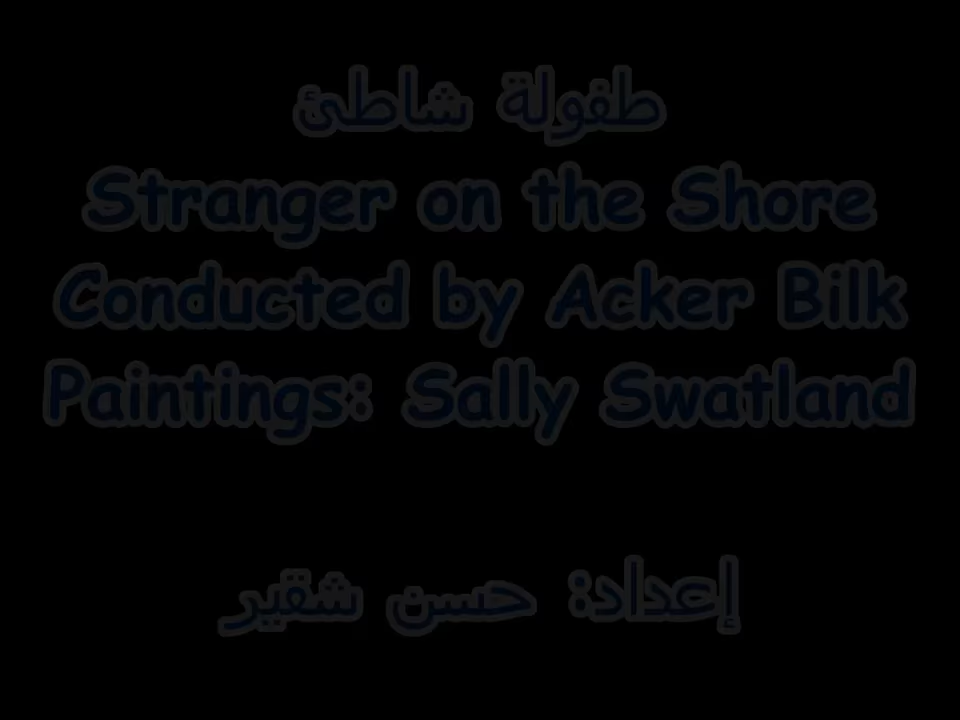 طفولة شاطئ
Stranger on the Shore
Conducted by Acker Bilk
Paintings: Sally Swatland
إعداد: حسن شقير